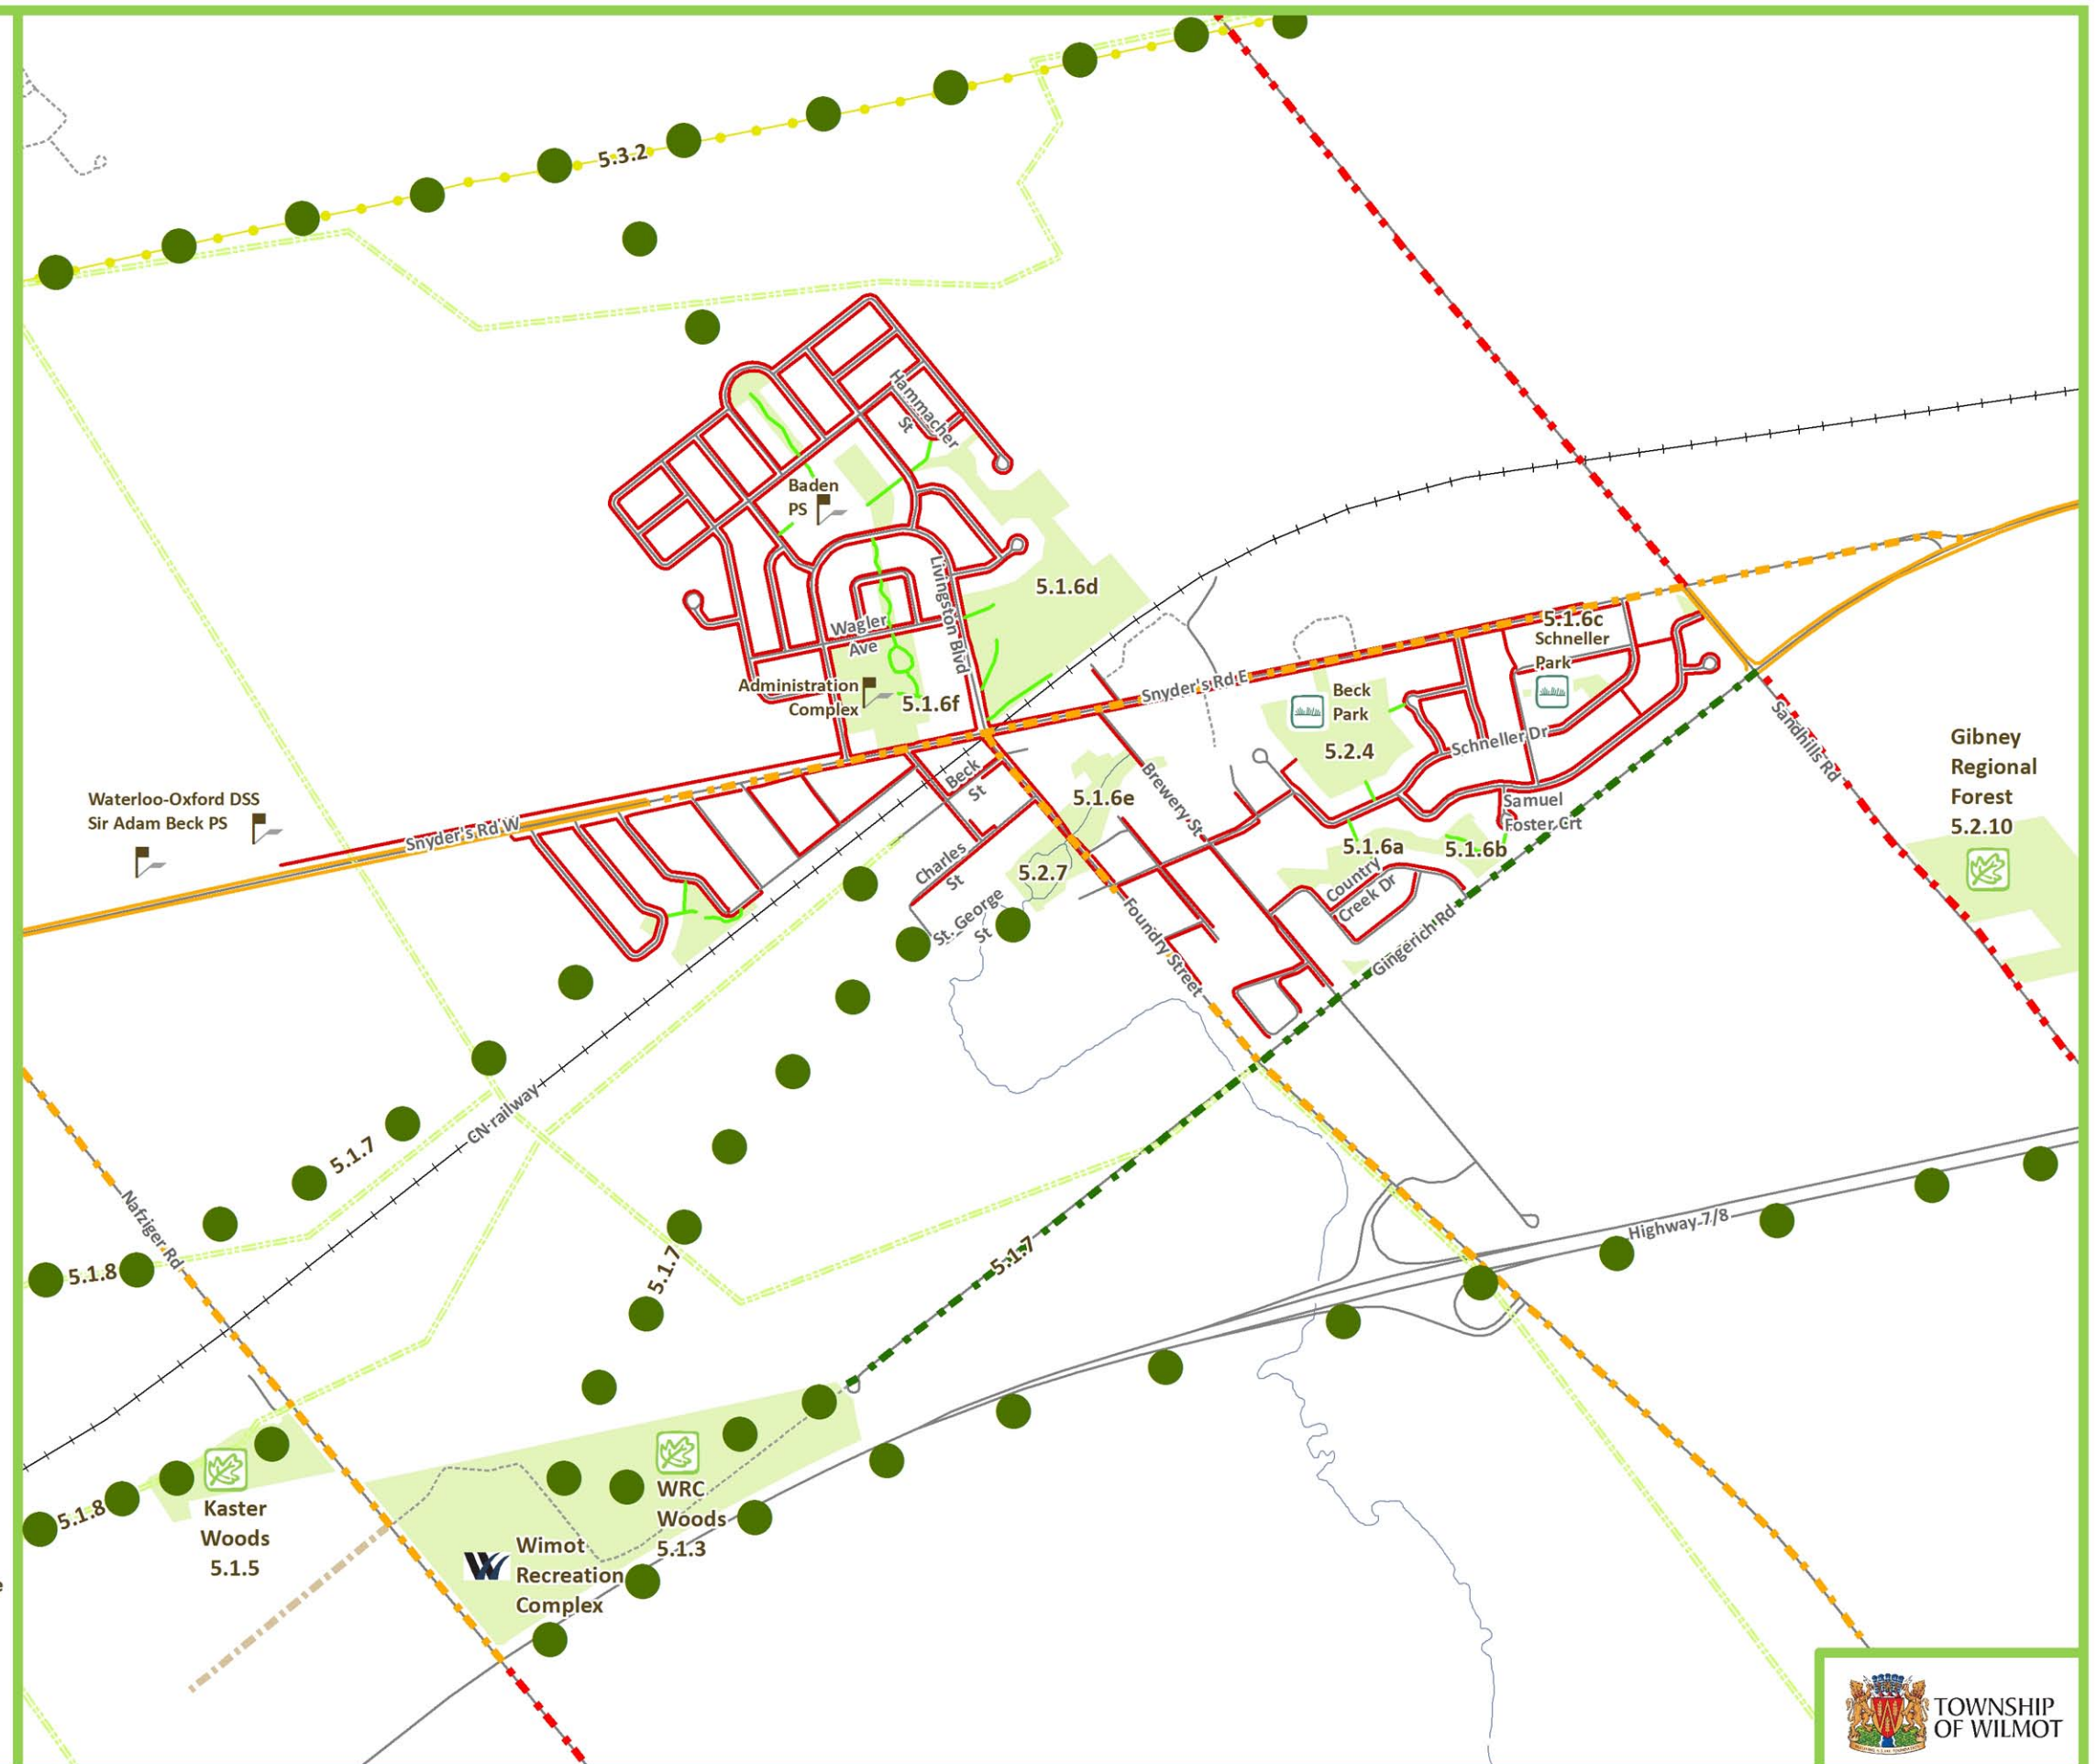 5.3.2
Hammacher
St
Baden
PS
Livingston Blvd
5.1.6d
Wagler
Ave
5.1.6c
Schneller
Park
Administration
Complex
5.1.6f
Snyder's Rd E
Beck
Park
5.2.4
Schneller Dr
Sandhills Rd
Gibney
Regional
Forest
5.2.10
Waterloo-Oxford DSS
Sir Adam Beck PS
Snyder's Rd W
Beck
St
5.1.6e
Brewery St
Samuel
Foster Crt
5.1.6a
5.1.6b
Charles
St
5.2.7
Country
Creek Dr
St. George
St
Foundry Street
Gingerich Rd
CN railway
5.1.7
Nafziger Rd
5.1.8
5.1.7
5.1.7
Highway 7/8
5.1.8
Kaster
Woods
5.1.5
WRC
Woods
5.1.3
Wimot
Recreation
Complex
e
TOWNSHIP
OF WILMOT